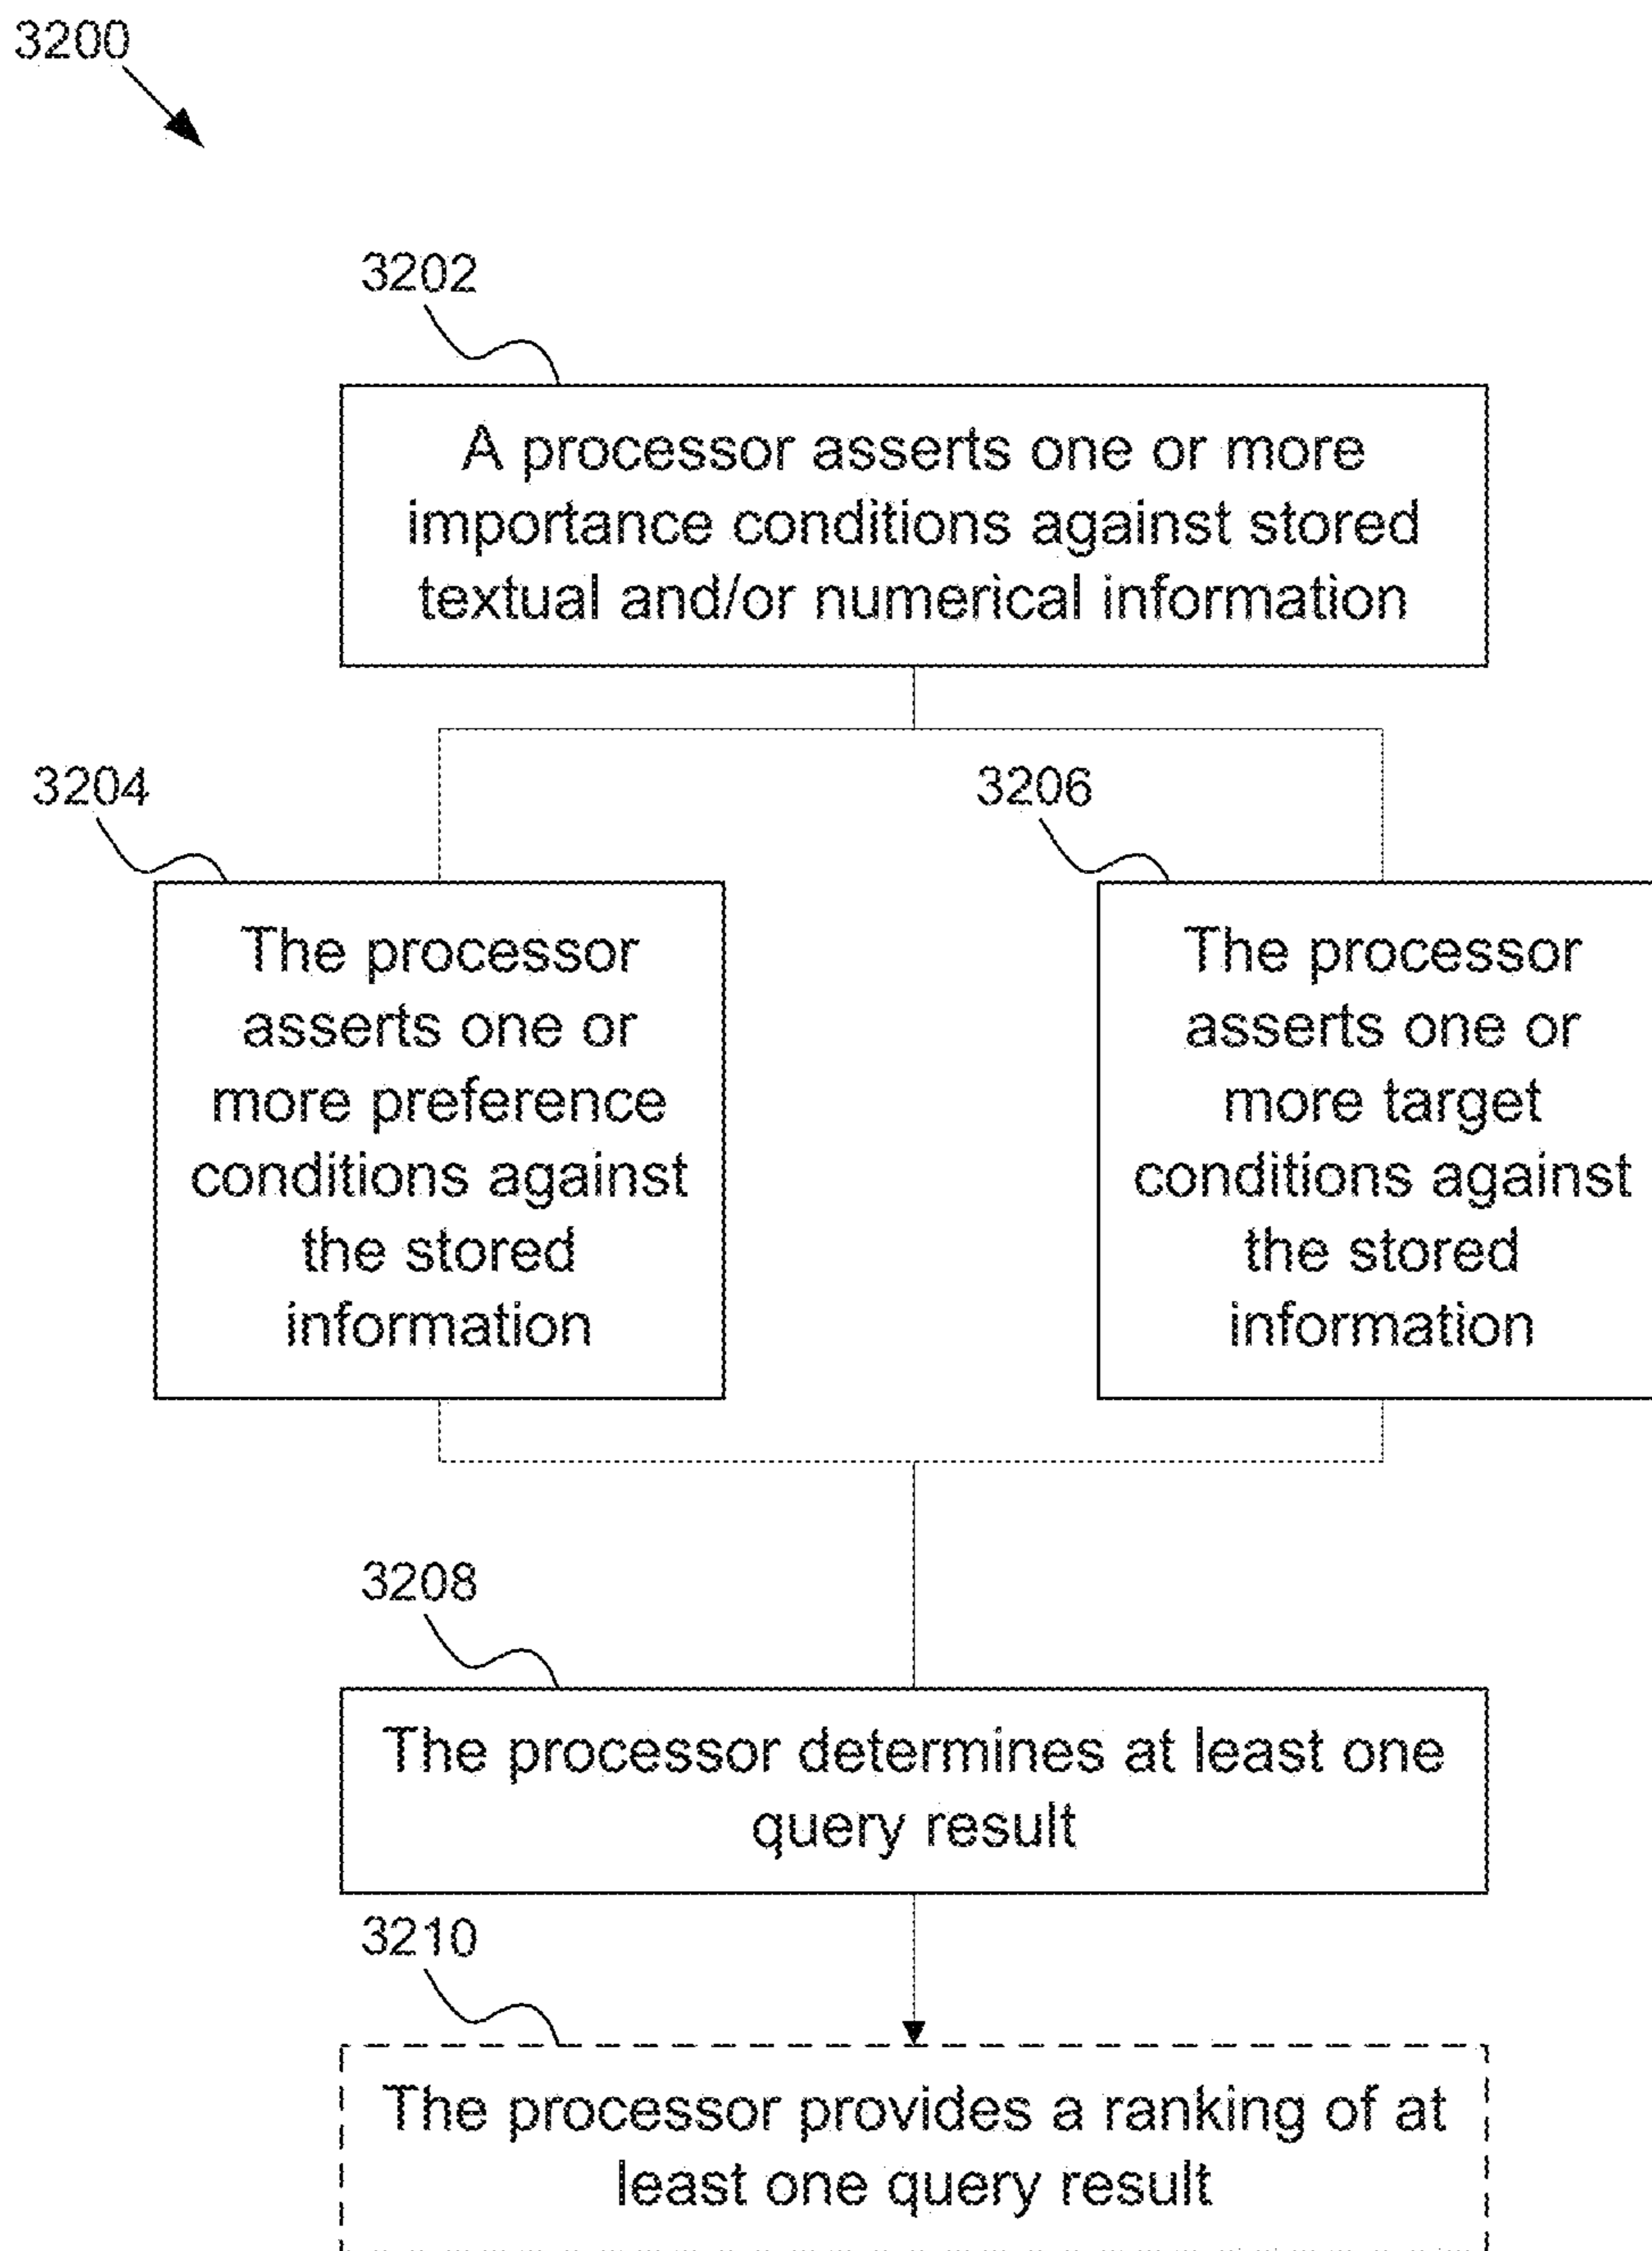 3200
3202
A processor asserts one or more
importance conditions against stored
textual and/or numerical information
3204
The processor
asserts one or
more preference
conditions against
the stored
information
3206
The processor
asserts one or
more target
conditions against
the stored
information
3208
The processor determines at least one
query result
3210
The processor provides a ranking of at
least one query result